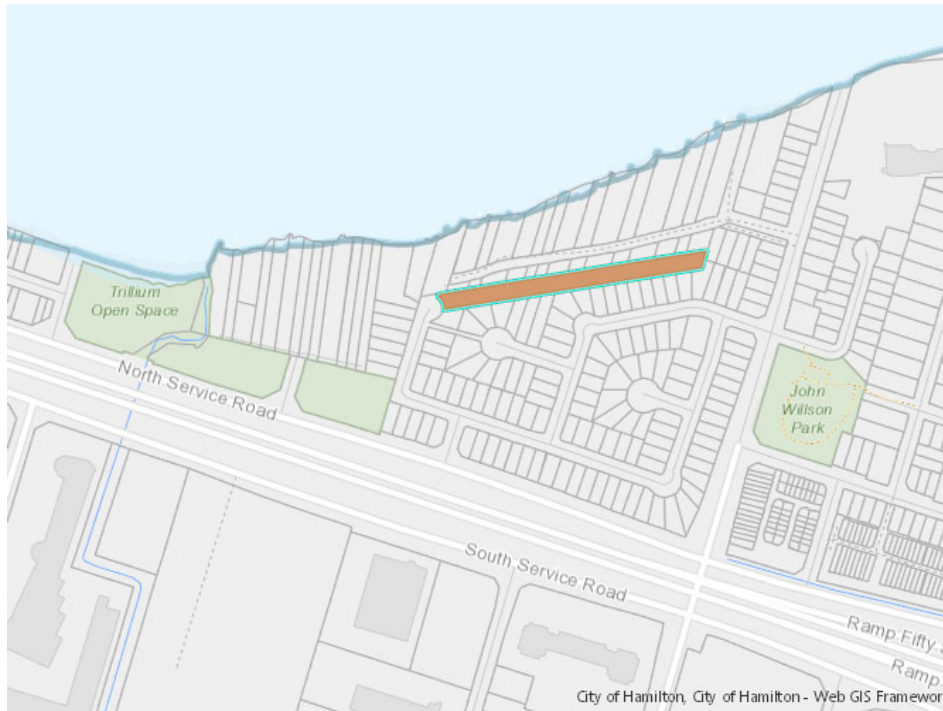 Trillium
Open Space
North Service Road
John
Willson
Park
South Service Road
Ramp Fifty
Ramp
City of Hamilton, City of Hamilton - Web GIS Framewor